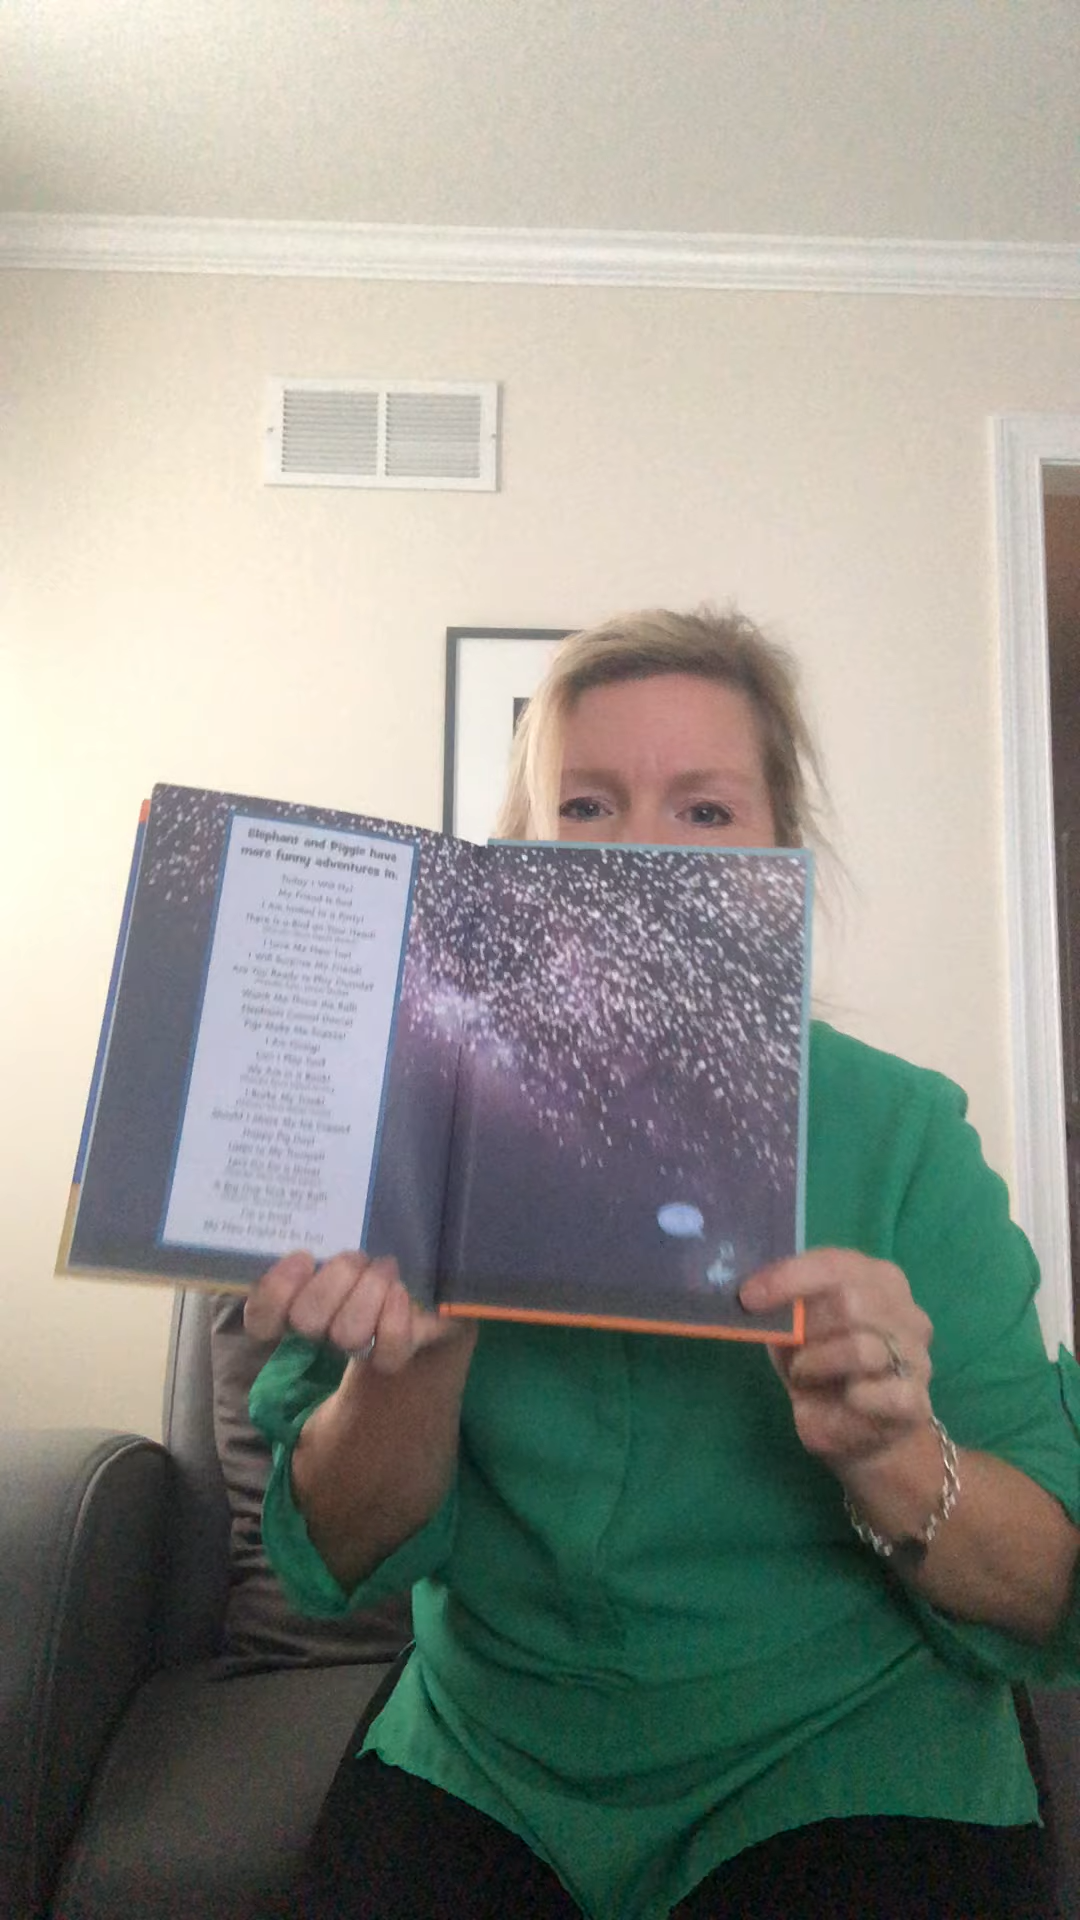 Elephant and Piggie have
more funny adventures in:
Today I Will Fly!
My Friend Is Sad
I Am Invited to a Party!
There Is a Bird on Your Head!
I Love My New Toy!
I Will Surprise My Friend!
Are You Ready to Play Outside?
Watch Me Throw the Ball!
Elephants Cannot Dance!
Pigs Make Me Sneeze!
I Am Going!
Can I Play Too?
We Are in a Book!
I Broke My Trunk!
Should I Share My Ice Cream?
Happy Pig Day!
Listen to My Trumpet!
Let's Go for a Drive!
A Big Guy Took My Ball!
I'm a Frog!
My New Friend Is So Fun!